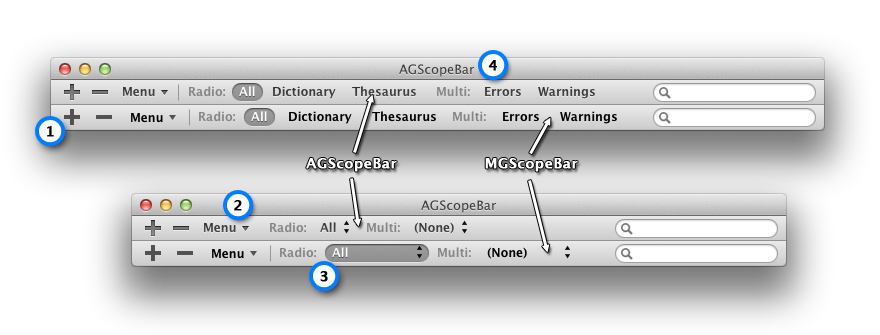 4
AGScopeBar
Menu Radio: All Dictionary Thesaurus Multi: Errors Warnings
Menu Radio: All Dictionary Thesaurus Multi: Errors Warnings
1
AGScopeBar MGScopeBar
2
AGScopeBar
Menu Radio: All Multi: (None)
Menu Radio: All Multi: (None)
3